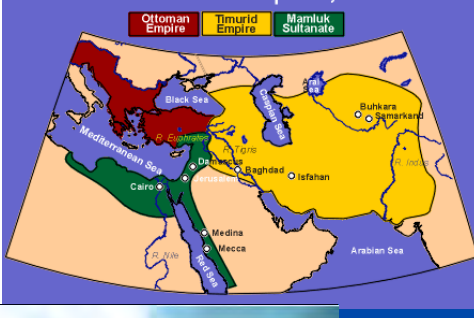 Ottoman Empire
Timurid Empire
Mamluk Sultanate
Black Sea
Caspian Sea
Aral Sea
Buhkara
Samarkand
R. Euphrates
R. Tigris
R. Indus
Mediterranean Sea
Damascus
Jerusalem
Baghdad
Isfahan
Cairo
Medina
Mecca
R. Nile
Red Sea
Arabian Sea